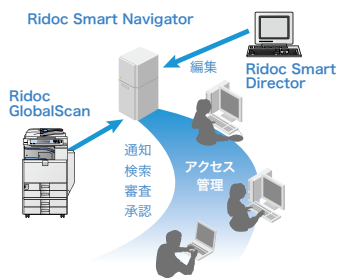 Ridoc Smart Navigator
編集
Ridoc Smart
Director
Ridoc
GlobalScan
通知
検索
審査
承認
アクセス
管理